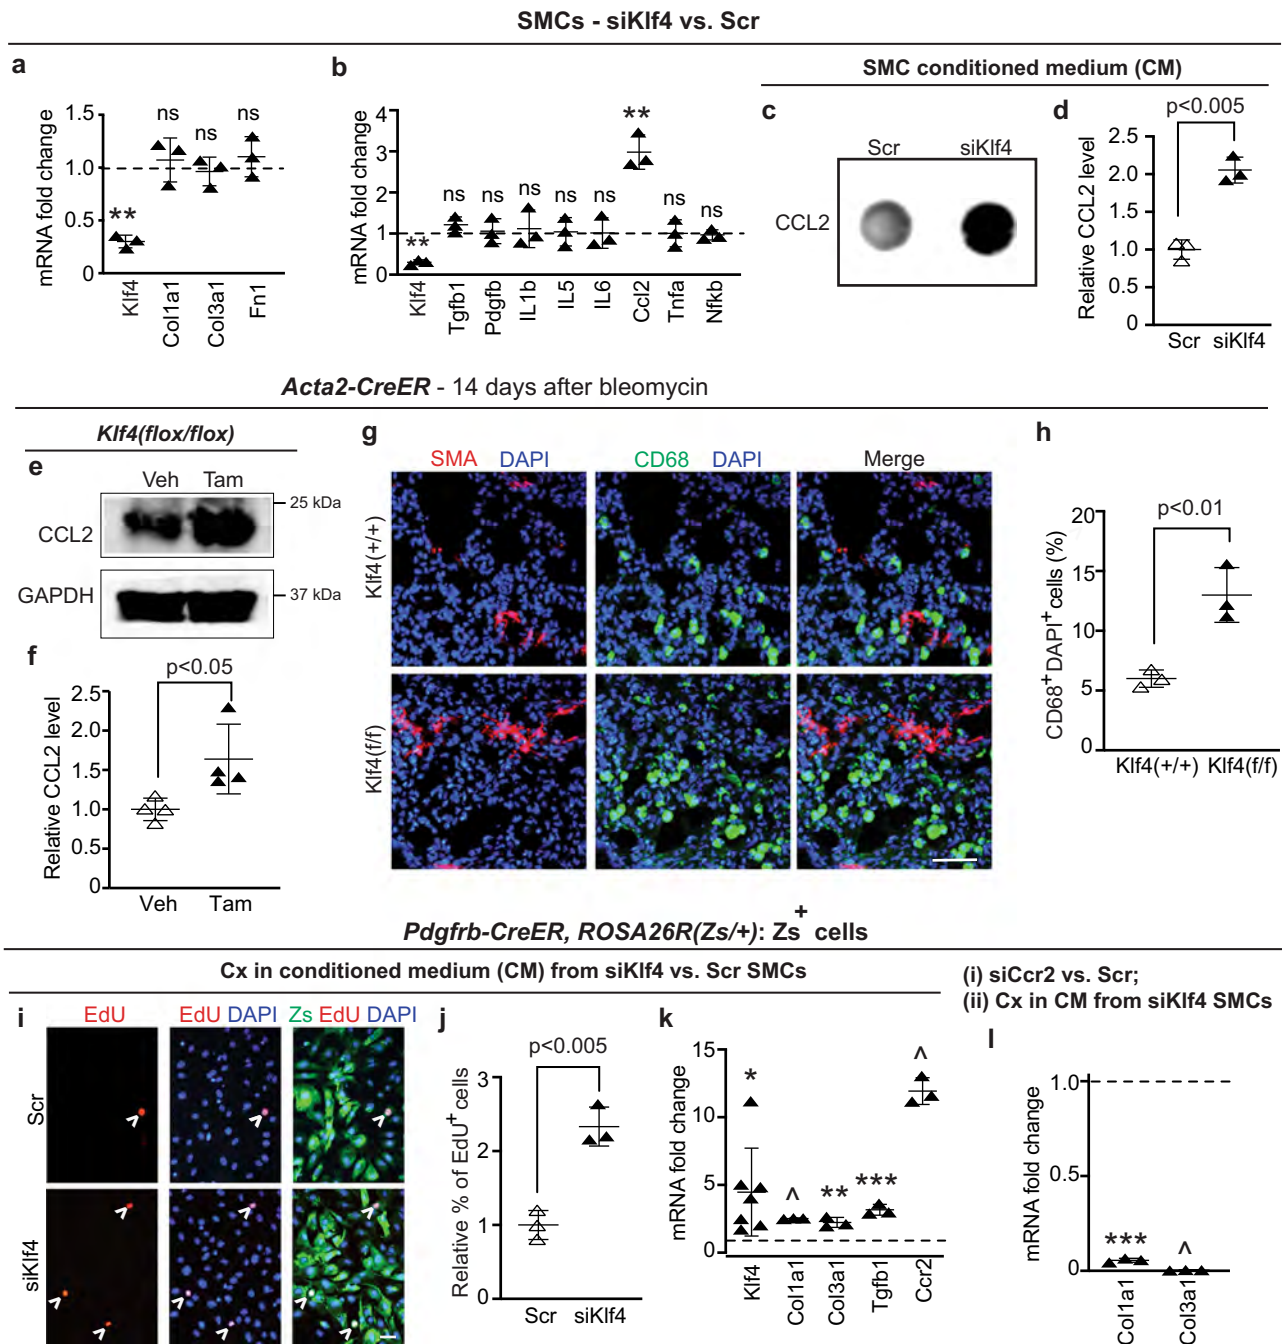 SMCs - siKlf4 vs. Scr
a
mRNA fold change
1.5
1.0
0.5
0
ns
ns
ns
**
Klf4
Col1a1
Col3a1
Fn1
b
mRNA fold change
4
3
2
1
0
**
ns
ns
ns
ns
ns
**
ns
ns
Klf4
Tgfb1
Pdgfb
IL1b
IL5
IL6
Ccl2
Tnfa
Nfkb
SMC conditioned medium (CM)
c
Scr siKlf4
CCL2
d
p<0.005
Relative CCL2 level
2.5
2.0
1.5
1.0
0.5
0
Scr siKlf4
Acta2-CreER - 14 days after bleomycin
Klf4(flox/flox)
e
Veh Tam
CCL2
25 kDa
GAPDH
37 kDa
f
p<0.05
Relative CCL2 level
2.5
2.0
1.5
1.0
0.5
0
Veh Tam
g
SMA DAPI
CD68 DAPI
Merge
Klf4(+/+)
Klf4(f/f)
h
p<0.01
CD68+DAPI+ cells (%)
20
15
10
5
0
Klf4(+/+) Klf4(f/f)
Pdgfrb-CreER, ROSA26R(Zs/+): Zs+ cells
Cx in conditioned medium (CM) from siKlf4 vs. Scr SMCs
(i) siCcr2 vs. Scr;
(ii) Cx in CM from siKlf4 SMCs
i
EdU
EdU DAPI
Zs EdU DAPI
Scr
siKlf4
j
p<0.005
Relative % of EdU+ cells
3
2
1
0
Scr siKlf4
k
mRNA fold change
15
10
5
0
*
^
**
***
^
Klf4
Col1a1
Col3a1
Tgfb1
Ccr2
l
mRNA fold change
1.0
0.5
0
***
^
Col1a1
Col3a1